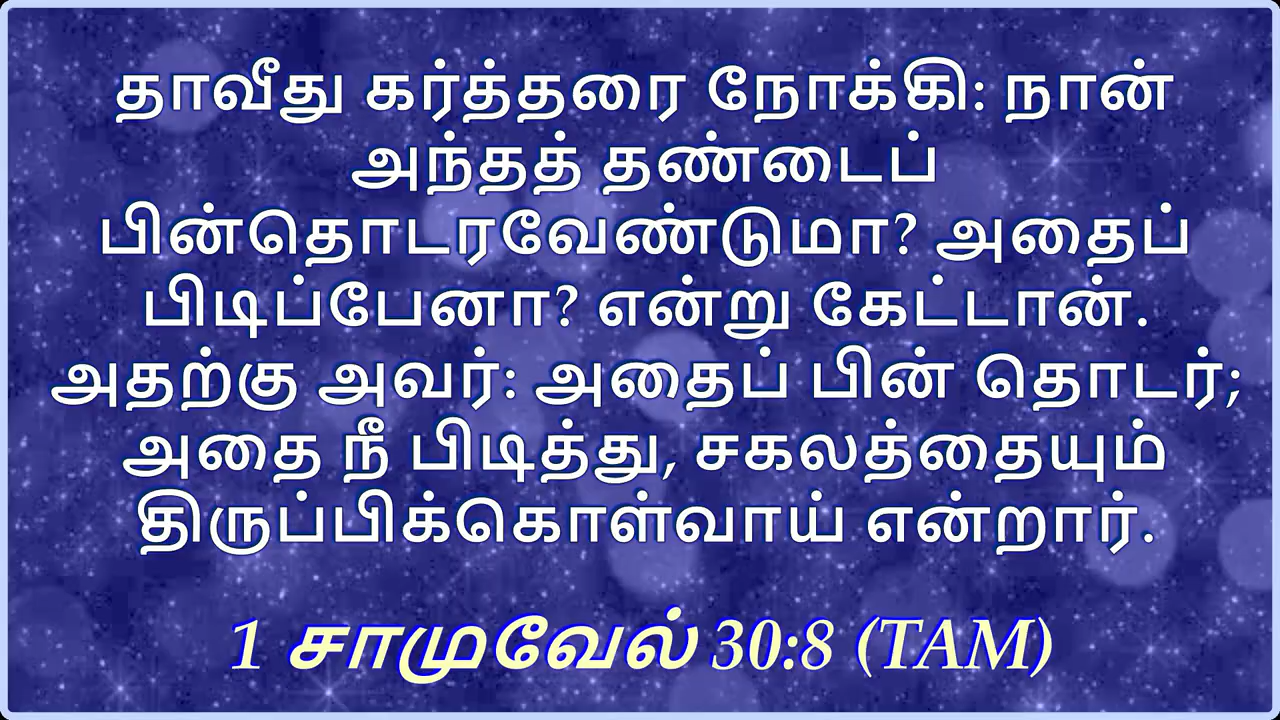 தாவீது கர்த்தரை நோக்கி: நான்
அந்தத் தண்டைப்
பின்தொடரவேண்டுமா? அதைப்
பிடிப்பேனா? என்று கேட்டான்.
அதற்கு அவர்: அதைப் பின் தொடர்;
அதை நீ பிடித்து, சகலத்தையும்
திருப்பிக்கொள்வாய் என்றார்.
1 சாமுவேல் 30:8 (TAM)